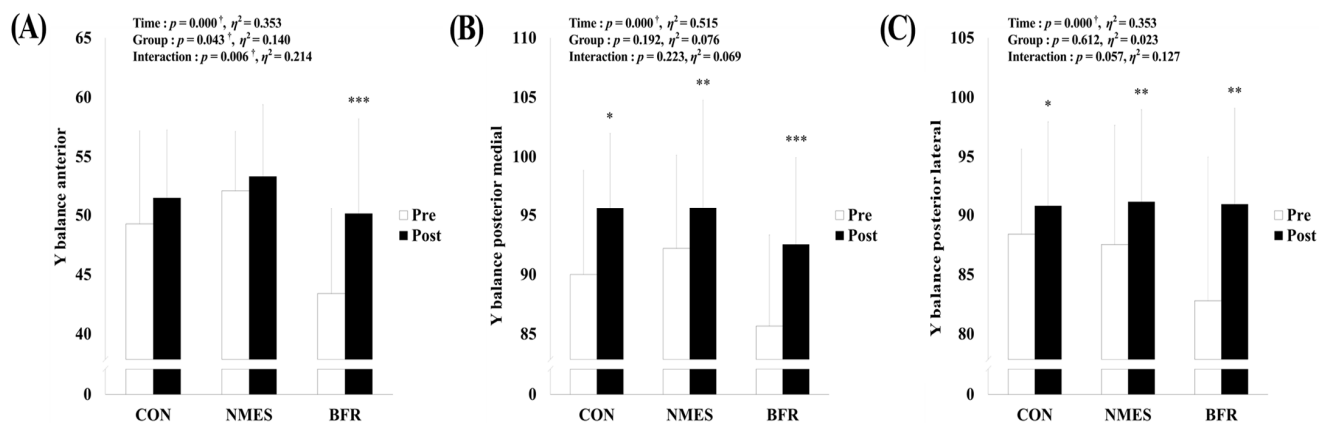 (A)
Time : p = 0.000 †, η² = 0.353
Group : p = 0.043 †, η² = 0.140
Interaction : p = 0.006 †, η² = 0.214
Y balance anterior
65
60
55
50
45
40
0
***
CON NMES BFR
Pre
Post
(B)
Time : p = 0.000 †, η² = 0.515
Group : p = 0.192, η² = 0.076
Interaction : p = 0.223, η² = 0.069
Y balance posterior medial
110
105
100
95
90
85
0
*
**
***
CON NMES BFR
Pre
Post
(C)
Time : p = 0.000 †, η² = 0.353
Group : p = 0.612, η² = 0.023
Interaction : p = 0.057, η² = 0.127
Y balance posterior lateral
105
100
95
90
85
80
0
*
**
**
CON NMES BFR
Pre
Post